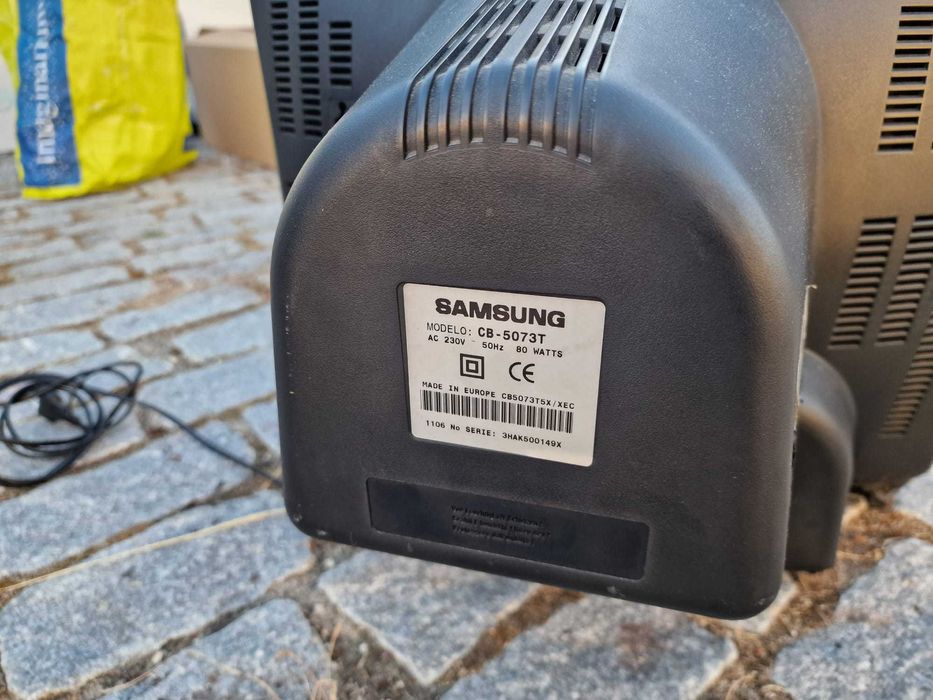 imaginarium
SAMSUNG
MODELO: CB-5073T
AC 230V - 50Hz 80 WATTS
CE
MADE IN EUROPE CB5073T5X/XEC
1106 No SERIE: 3HAK500149X